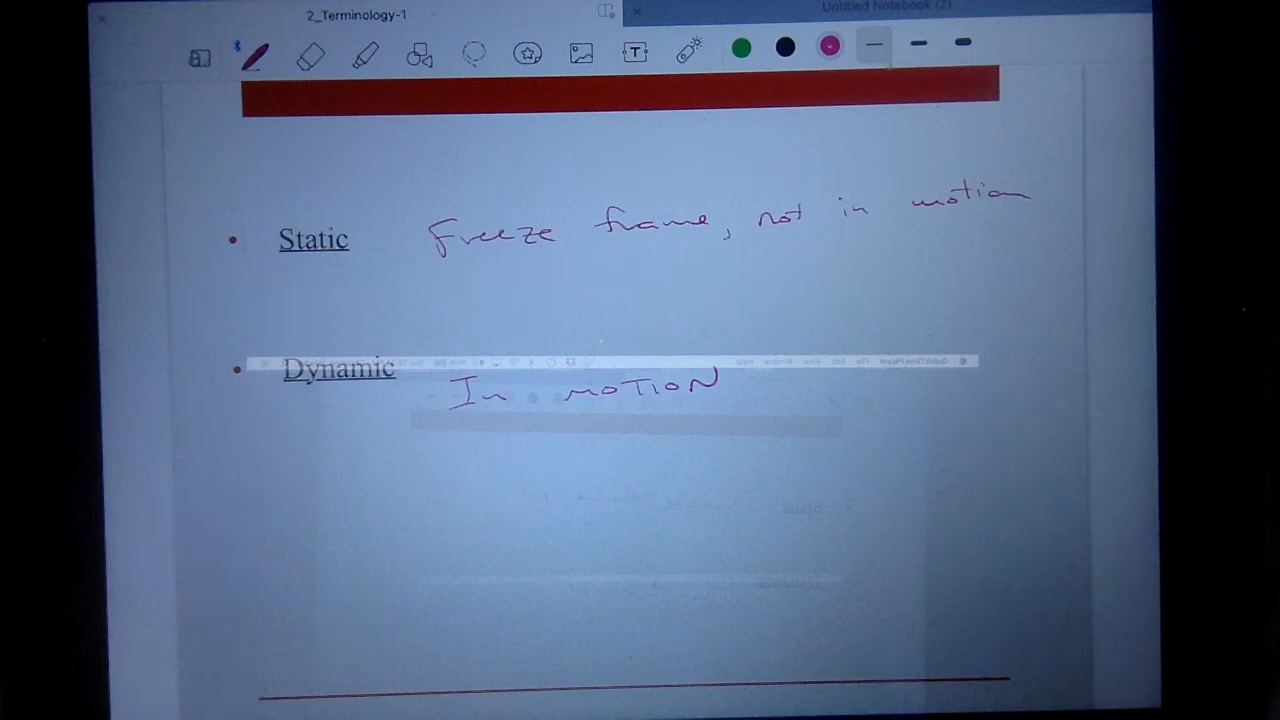 2_Terminology-1
Untitled Notebook (2)
• Static freeze frame, not in motion
• Dynamic
In MOTION